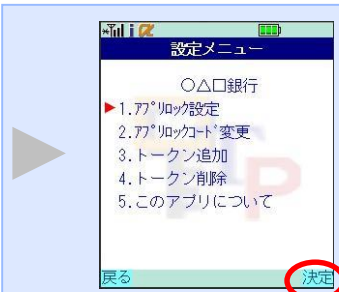 設定メニュー
○△□銀行
1.ｱﾌﾟﾘﾛｯｸ設定
2.ｱﾌﾟﾘﾛｯｸｺｰﾄﾞ変更
3.トークン追加
4.トークン削除
5.このアプリについて
戻る 決定